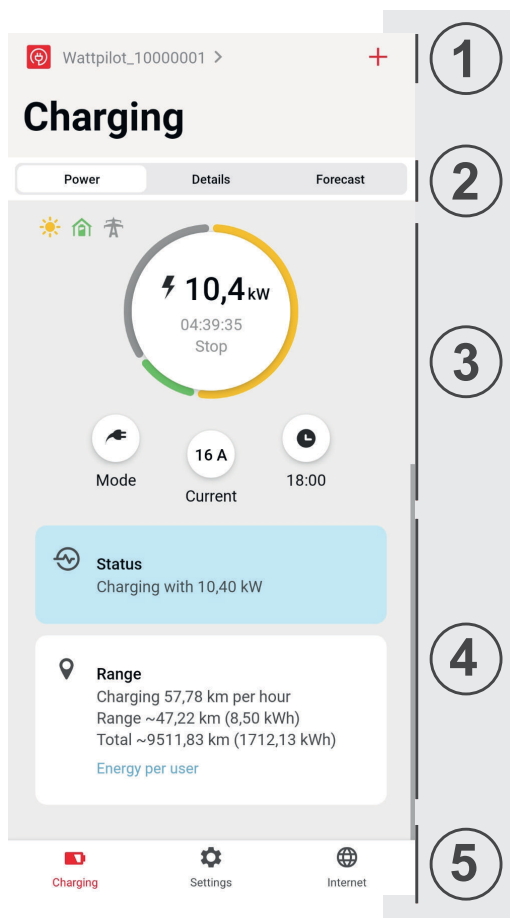 Wattpilot_10000001 >
+
1
Charging
Power Details Forecast
2
10,4 kW
04:39:35
Stop
3
16 A
Mode
Current
18:00
Status
Charging with 10,40 kW
Range
Charging 57,78 km per hour
Range ~47,22 km (8,50 kWh)
Total ~9511,83 km (1712,13 kWh)
Energy per user
4
Charging Settings Internet
5